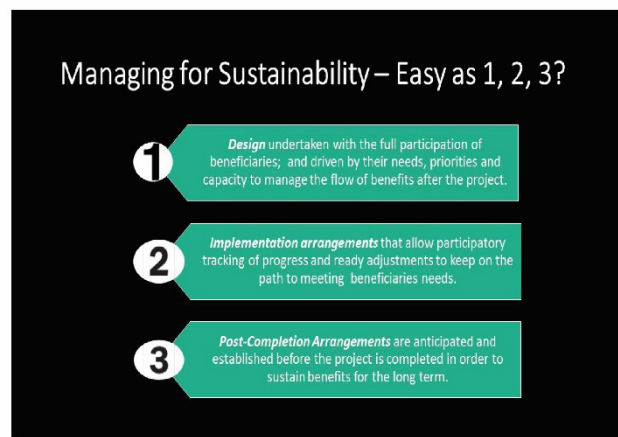 Managing for Sustainability – Easy as 1, 2, 3?
1
Design undertaken with the full participation of
beneficiaries; and driven by their needs, priorities and
capacity to manage the flow of benefits after the project.
2
Implementation arrangements that allow participatory
tracking of progress and ready adjustments to keep on the
path to meeting beneficiaries needs.
3
Post-Completion Arrangements are anticipated and
established before the project is completed in order to
sustain benefits for the long term.